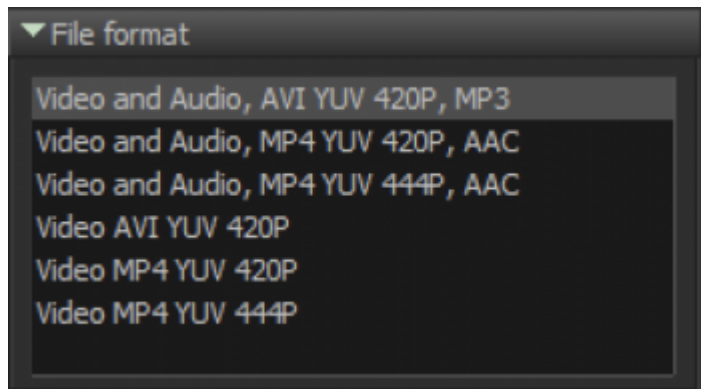 File format
Video and Audio, AVI YUV 420P, MP3
Video and Audio, MP4 YUV 420P, AAC
Video and Audio, MP4 YUV 444P, AAC
Video AVI YUV 420P
Video MP4 YUV 420P
Video MP4 YUV 444P